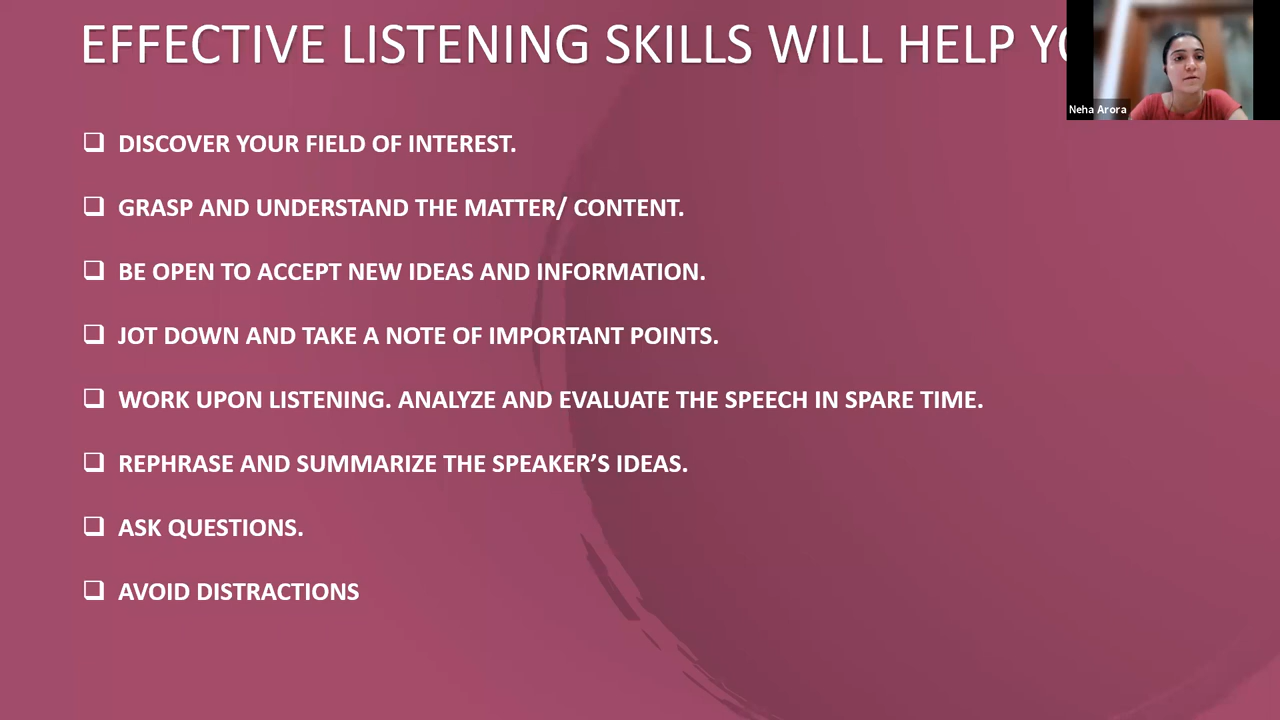 EFFECTIVE LISTENING SKILLS WILL HELP
Neha Arora
DISCOVER YOUR FIELD OF INTEREST.
GRASP AND UNDERSTAND THE MATTER/ CONTENT.
BE OPEN TO ACCEPT NEW IDEAS AND INFORMATION.
JOT DOWN AND TAKE A NOTE OF IMPORTANT POINTS.
WORK UPON LISTENING. ANALYZE AND EVALUATE THE SPEECH IN SPARE TIME.
REPHRASE AND SUMMARIZE THE SPEAKER’S IDEAS.
ASK QUESTIONS.
AVOID DISTRACTIONS